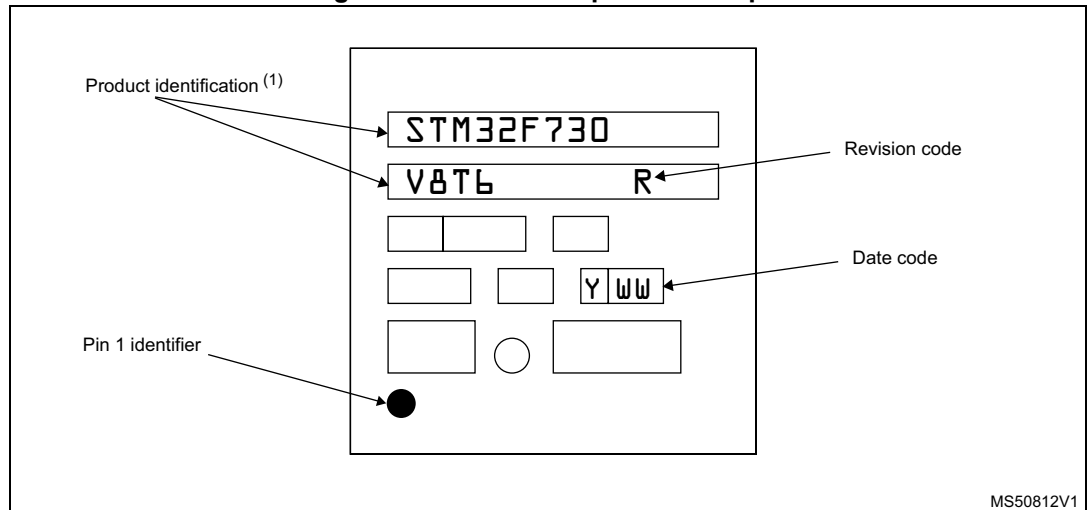 Product identification (1)
STM32F730
Revision code
V8T6 R
Date code
Y WW
Pin 1 identifier
MS50812V1